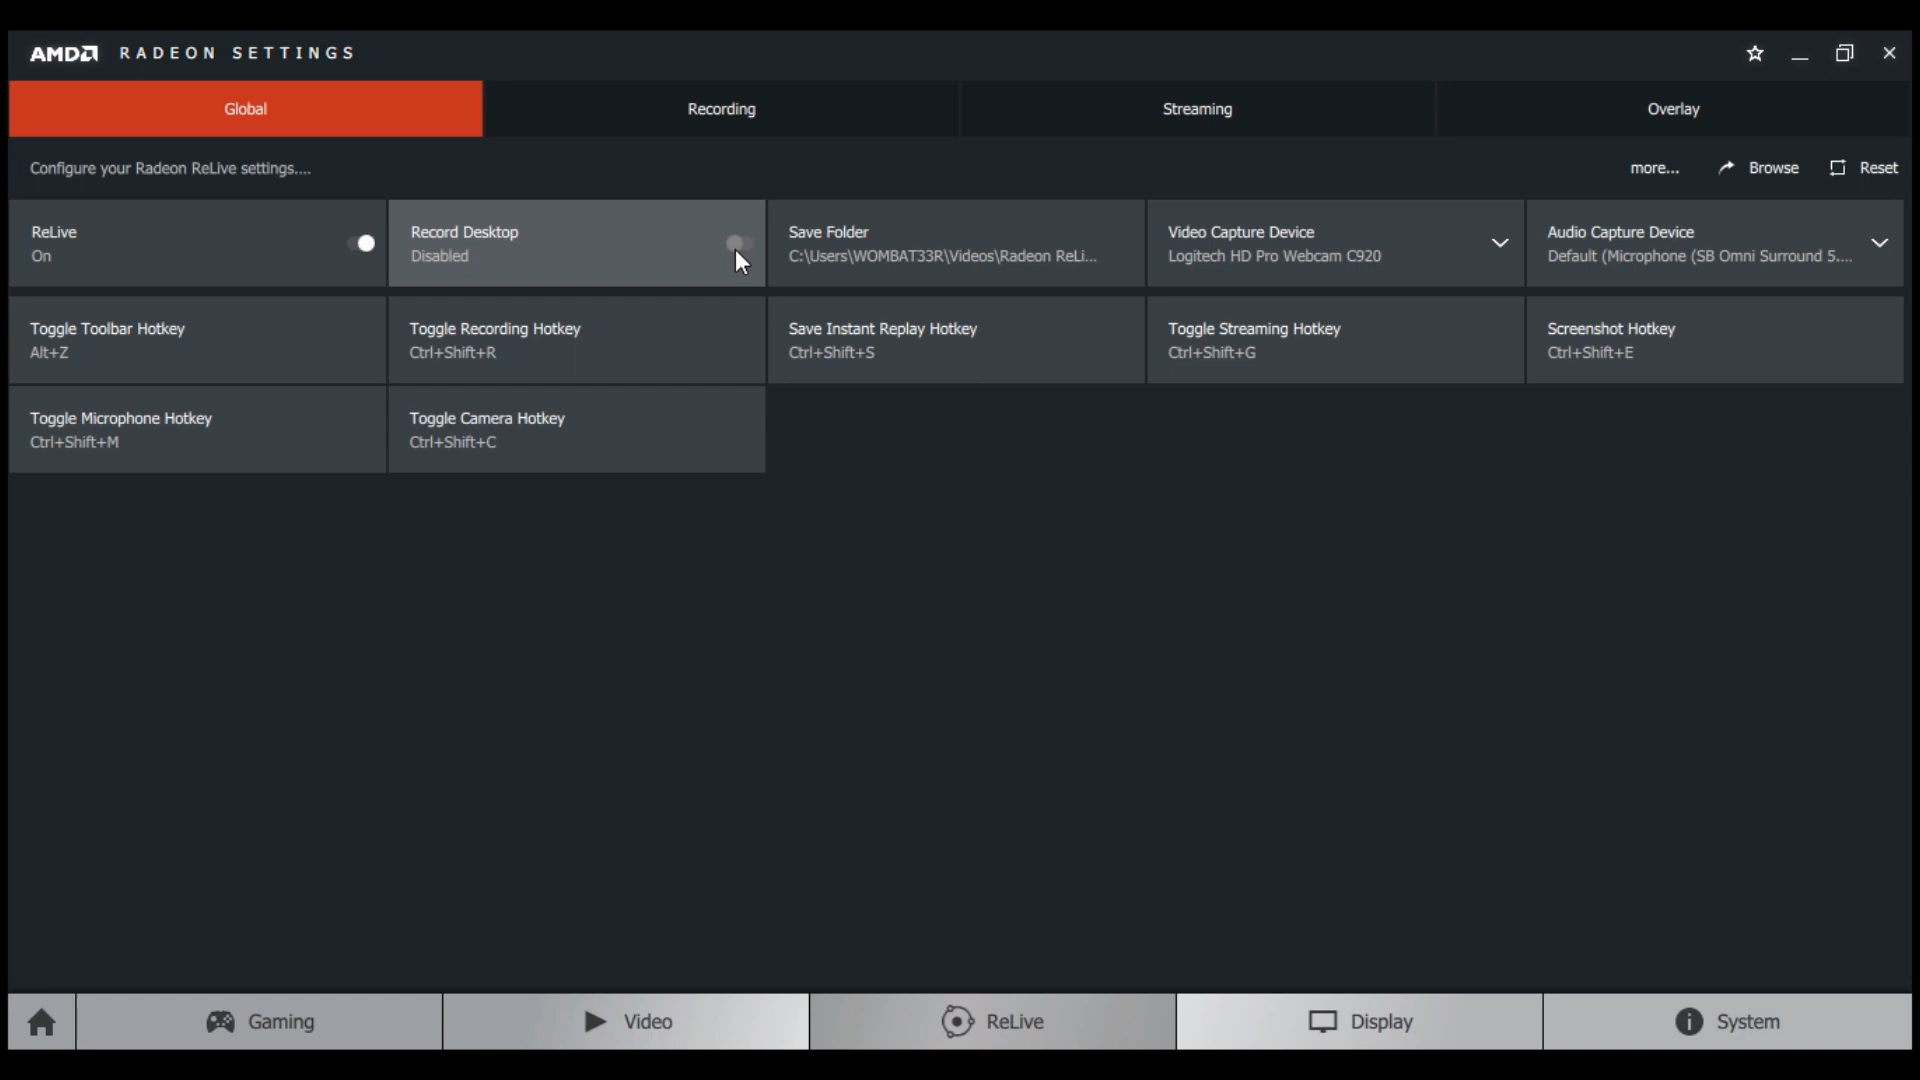 AMD RADEON SETTINGS
Global Recording Streaming Overlay
Configure your Radeon ReLive settings.... more... Browse Reset
ReLive
On
Record Desktop
Disabled
Save Folder
C:\Users\WOMBAT33R\Videos\Radeon ReLi...
Video Capture Device
Logitech HD Pro Webcam C920
Audio Capture Device
Default (Microphone (SB Omni Surround 5....
Toggle Toolbar Hotkey
Alt+Z
Toggle Recording Hotkey
Ctrl+Shift+R
Save Instant Replay Hotkey
Ctrl+Shift+S
Toggle Streaming Hotkey
Ctrl+Shift+G
Screenshot Hotkey
Ctrl+Shift+E
Toggle Microphone Hotkey
Ctrl+Shift+M
Toggle Camera Hotkey
Ctrl+Shift+C
Gaming Video ReLive Display System